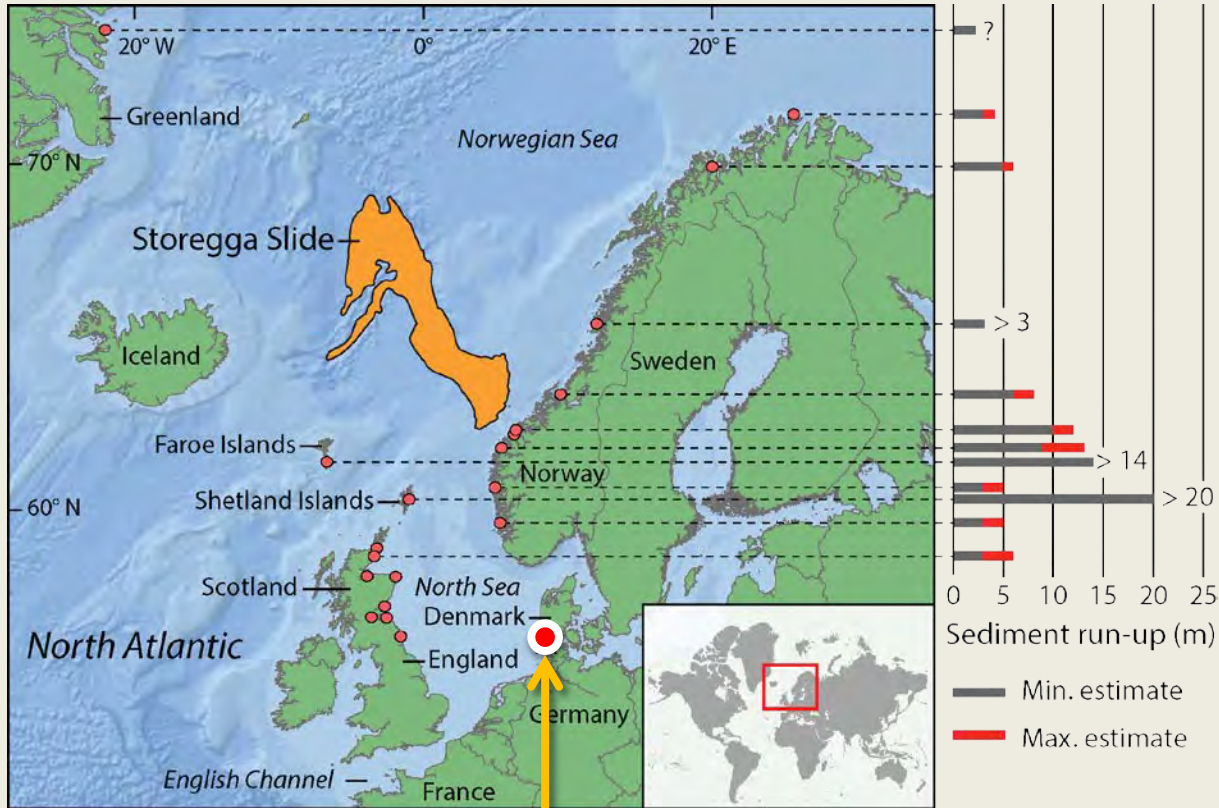 20° W
0°
20° E
?
Greenland
Norwegian Sea
70° N
Storegga Slide
> 3
Iceland
Sweden
Faroe Islands
Norway
> 14
Shetland Islands
> 20
60° N
Scotland
North Sea
Denmark
0 5 10 15 20 25
Sediment run-up (m)
North Atlantic
England
Min. estimate
Germany
Max. estimate
English Channel
France